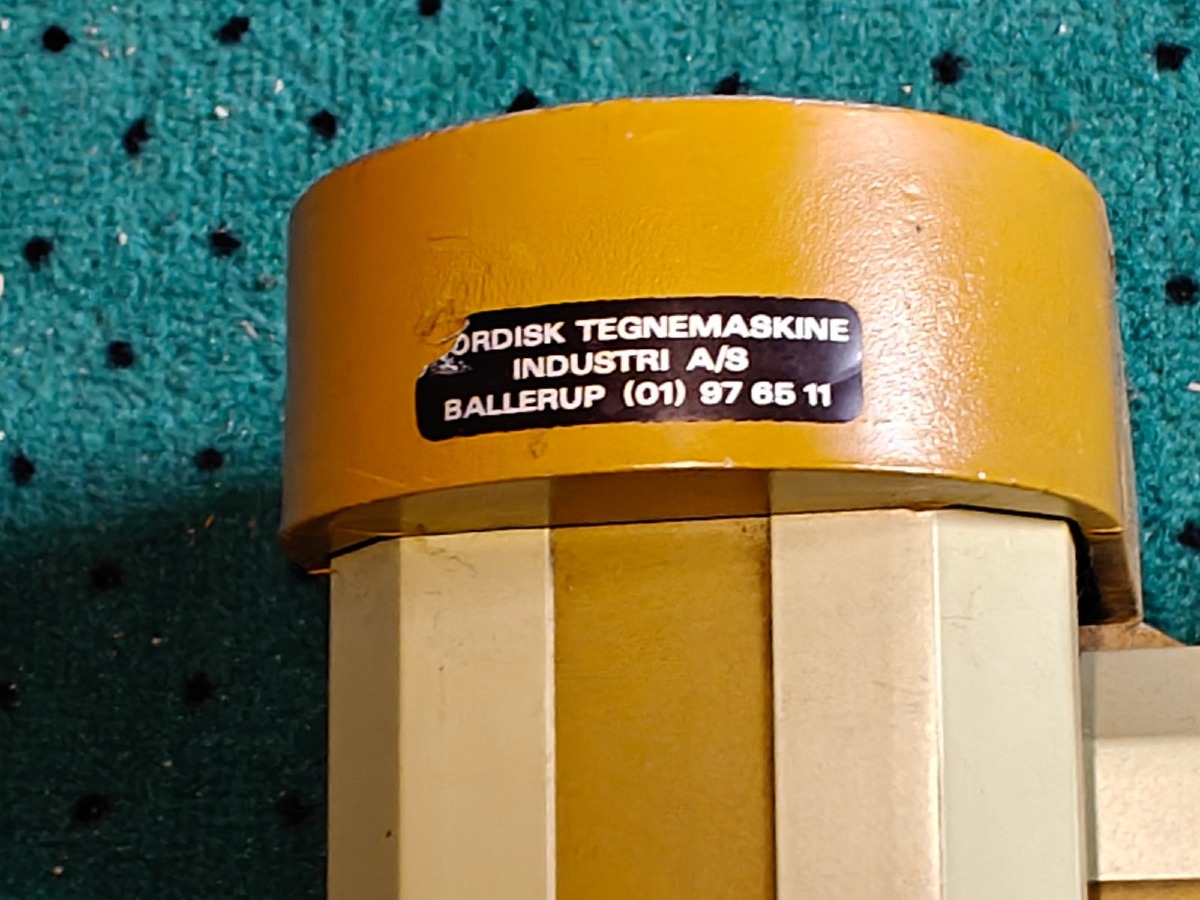 ORDISK TEGNEMASKINE
INDUSTRI A/S
BALLERUP (01) 97 65 11